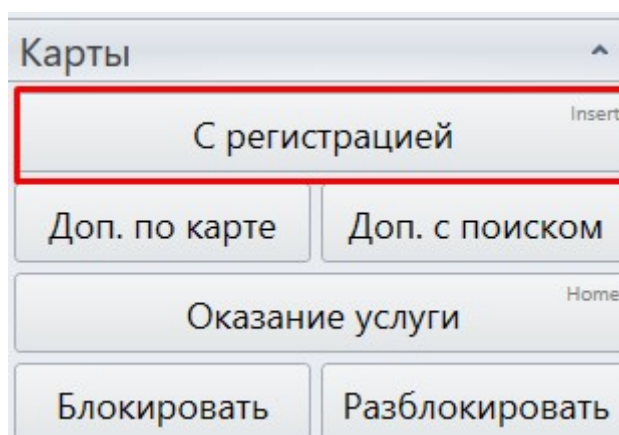 Карты
Insert
С регистрацией
Доп. по карте Доп. с поиском
Home
Оказание услуги
Блокировать Разблокировать